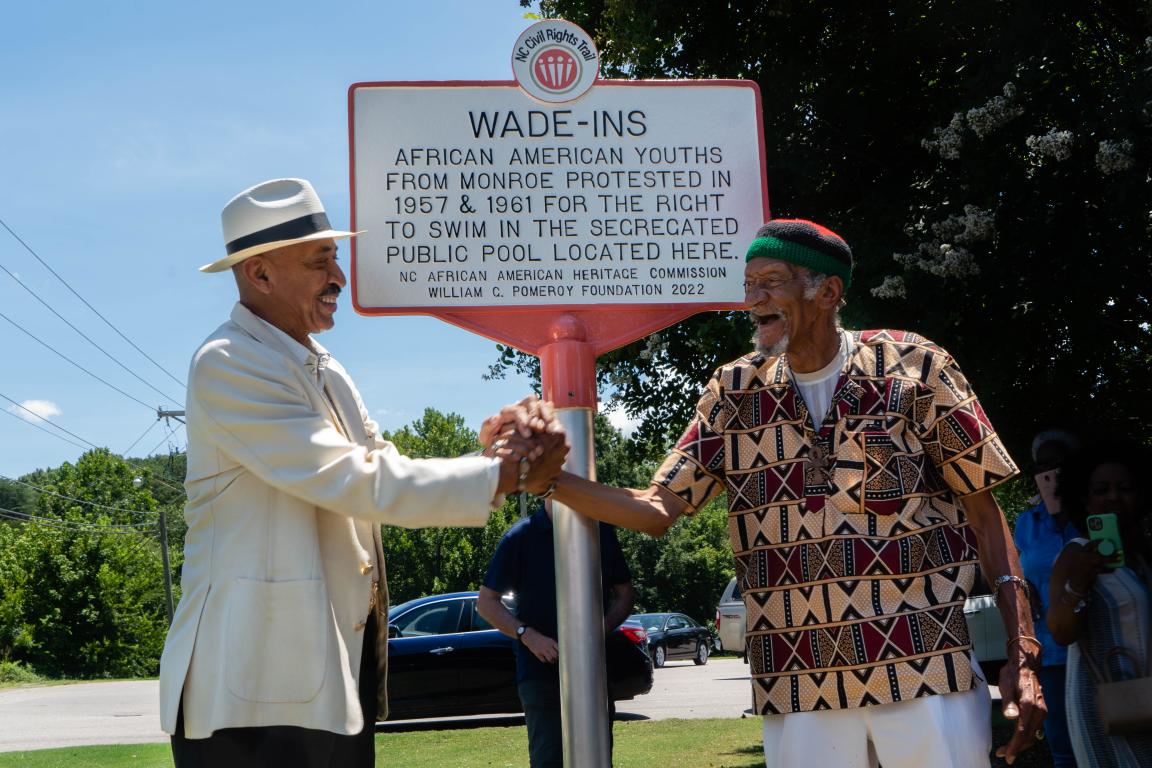 NC Civil Rights Trail
WADE-INS
AFRICAN AMERICAN YOUTHS
FROM MONROE PROTESTED IN
1957 & 1961 FOR THE RIGHT
TO SWIM IN THE SEGREGATED
PUBLIC POOL LOCATED HERE.
NC AFRICAN AMERICAN HERITAGE COMMISSION
WILLIAM G. POMEROY FOUNDATION 2022